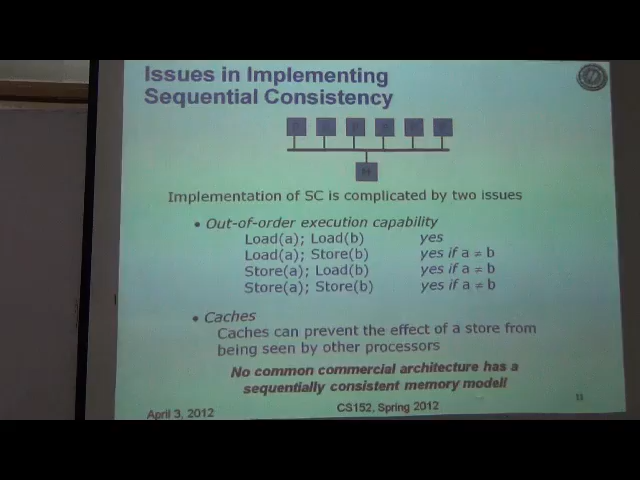 Issues in Implementing
Sequential Consistency
M
Implementation of SC is complicated by two issues
• Out-of-order execution capability
Load(a); Load(b) yes
Load(a); Store(b) yes if a ≠ b
Store(a); Load(b) yes if a ≠ b
Store(a); Store(b) yes if a ≠ b
• Caches
Caches can prevent the effect of a store from
being seen by other processors
No common commercial architecture has a
sequentially consistent memory model!
April 3, 2012
CS152, Spring 2012
11